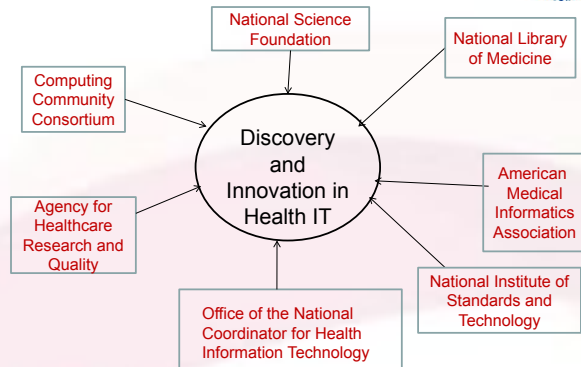 National Science
Foundation
National Library
of Medicine
Computing
Community
Consortium
Discovery
and
Innovation in
Health IT
American
Medical
Informatics
Association
Agency for
Healthcare
Research and
Quality
National Institute of
Standards and
Technology
Office of the National
Coordinator for Health
Information Technology